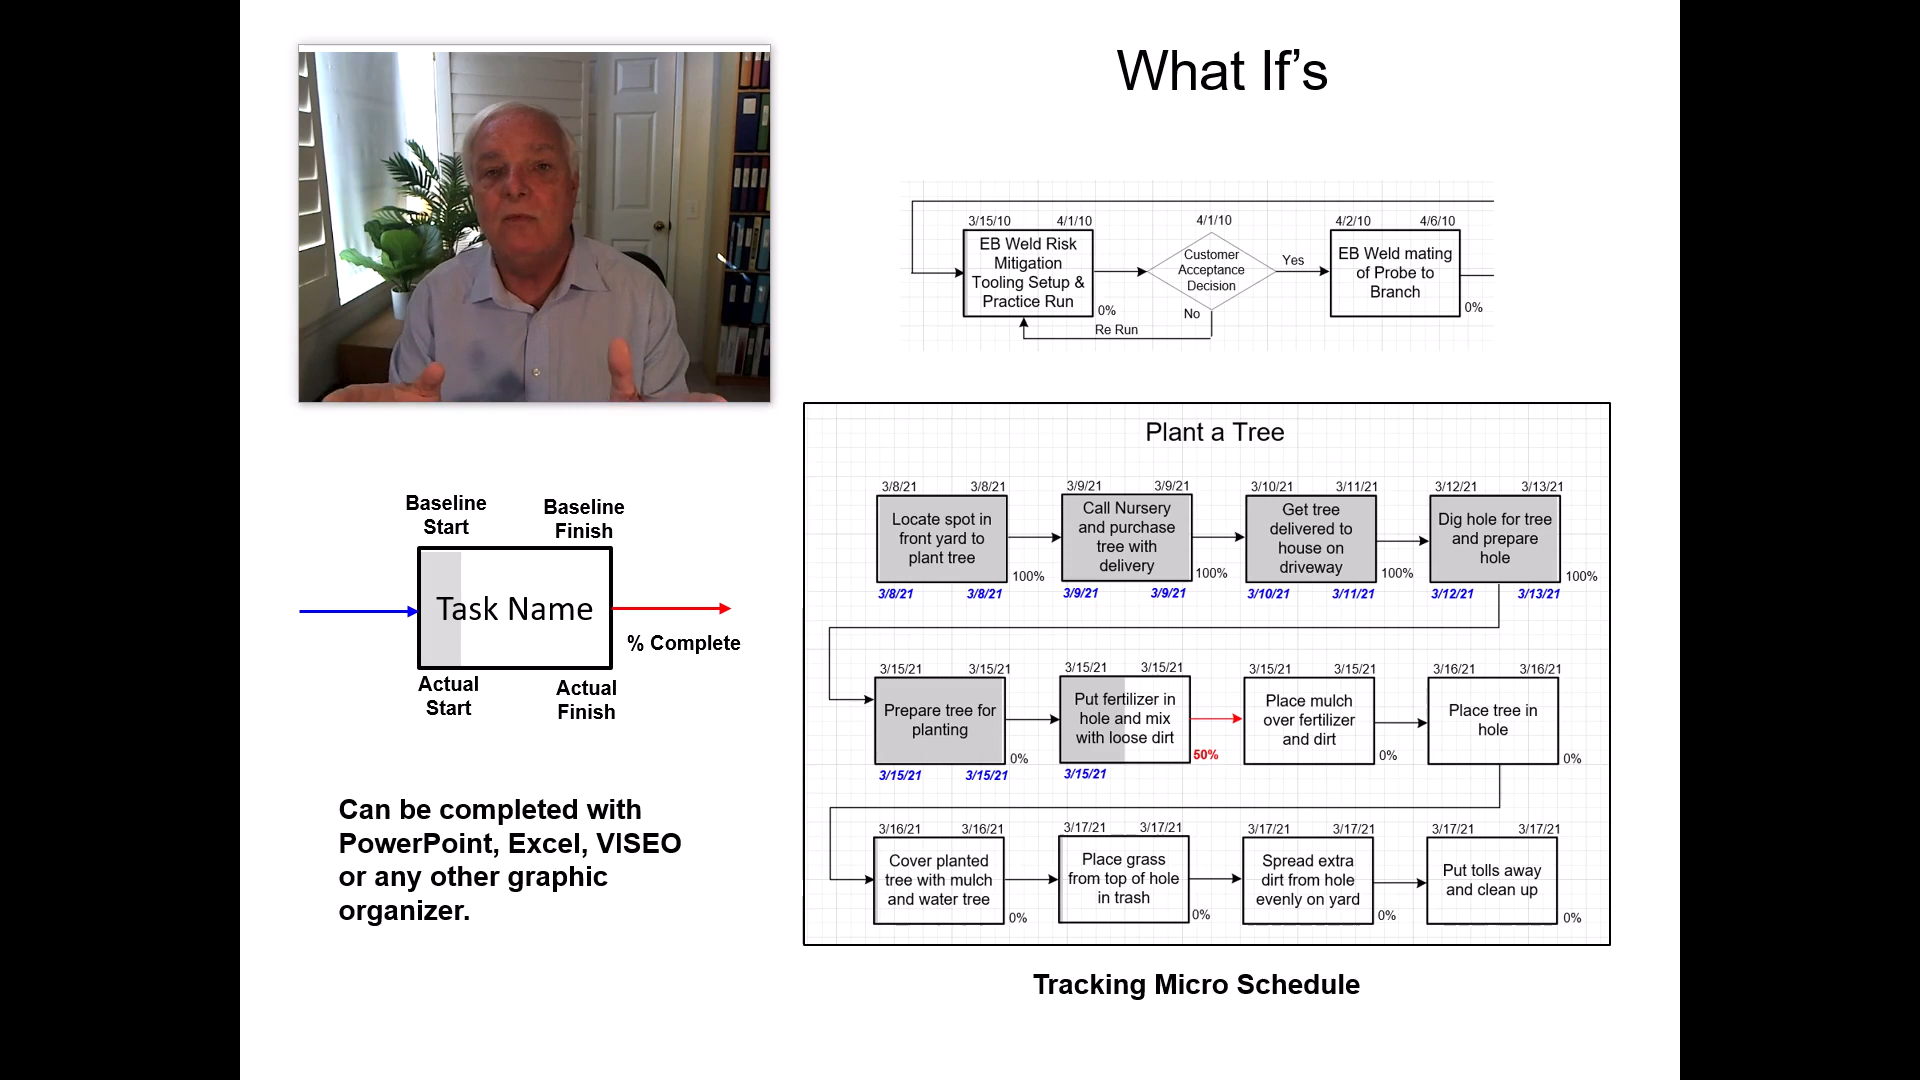 What If’s
3/15/10 4/1/10
EB Weld Risk
Mitigation
Tooling Setup &
Practice Run
0%
4/1/10
Customer
Acceptance
Decision
Yes
No
Re Run
4/2/10 4/6/10
EB Weld mating
of Probe to
Branch
0%
Baseline
Start
Baseline
Finish
Task Name
% Complete
Actual
Start
Actual
Finish
Can be completed with
PowerPoint, Excel, VISEO
or any other graphic
organizer.
Plant a Tree
3/8/21 3/8/21
Locate spot in
front yard to
plant tree
100%
3/8/21 3/8/21
3/9/21 3/9/21
Call Nursery
and purchase
tree with
delivery
100%
3/9/21 3/9/21
3/10/21 3/11/21
Get tree
delivered to
house on
driveway
100%
3/10/21 3/11/21
3/12/21 3/13/21
Dig hole for tree
and prepare
hole
100%
3/12/21 3/13/21
3/15/21 3/15/21
Prepare tree for
planting
0%
3/15/21 3/15/21
3/15/21 3/15/21
Put fertilizer in
hole and mix
with loose dirt
50%
3/15/21
3/15/21 3/15/21
Place mulch
over fertilizer
and dirt
0%
3/16/21 3/16/21
Place tree in
hole
0%
3/16/21 3/16/21
Cover planted
tree with mulch
and water tree
0%
3/17/21 3/17/21
Place grass
from top of hole
in trash
0%
3/17/21 3/17/21
Spread extra
dirt from hole
evenly on yard
0%
3/17/21 3/17/21
Put tolls away
and clean up
0%
Tracking Micro Schedule